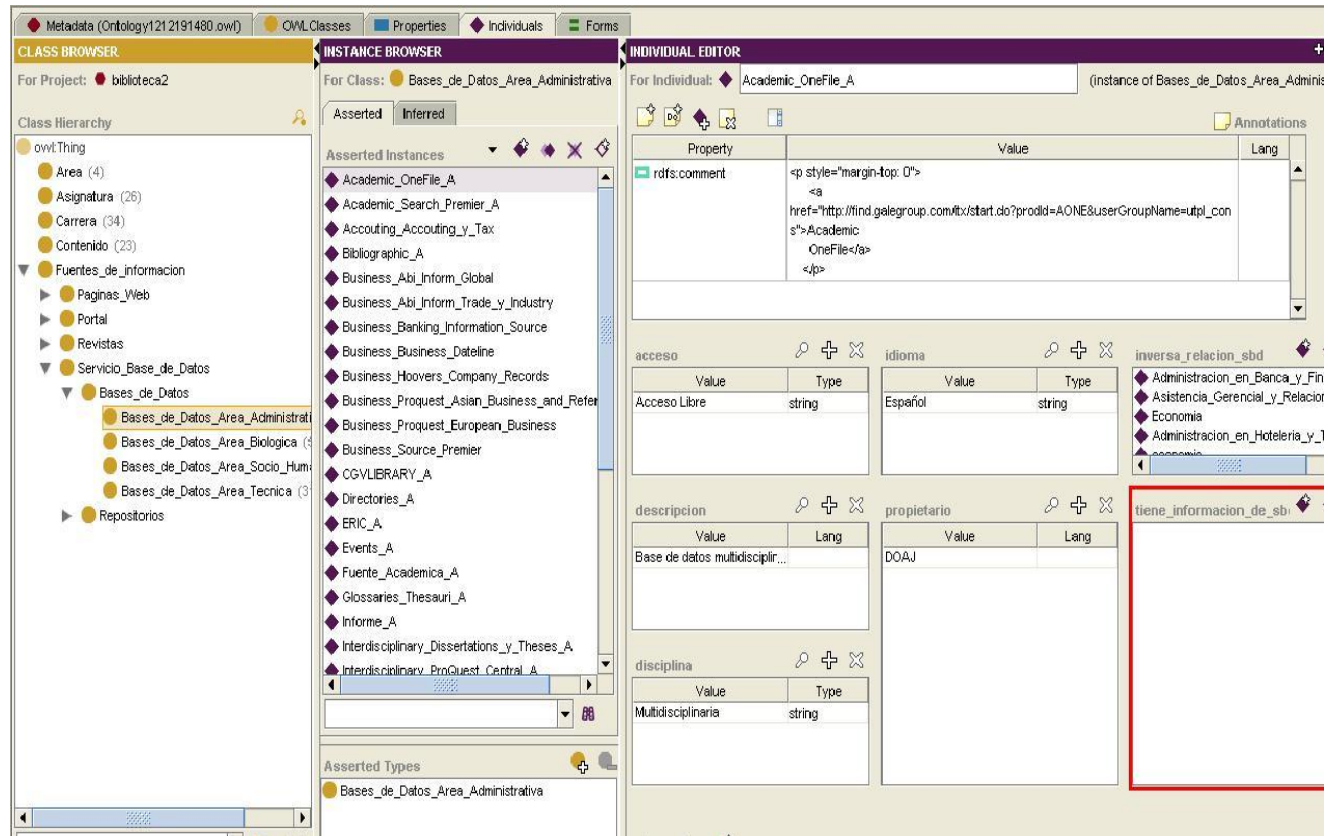 Metadata (Ontology1212191480.owl) OWLClasses Properties Individuals Forms
CLASS BROWSER
For Project: biblioteca2
Class Hierarchy
owl:Thing
Area (4)
Asignatura (26)
Carrera (34)
Contenido (23)
Fuentes_de_informacion
Paginas_Web
Portal
Revistas
Servicio_Base_de_Datos
Bases_de_Datos
Bases_de_Datos_Area_Administrati
Bases_de_Datos_Area_Biologica
Bases_de_Datos_Area_Socio_Hum
Bases_de_Datos_Area_Tecnica (3
Repositorios
INSTANCE BROWSER
For Class: Bases_de_Datos_Area_Administrativa
Asserted Inferred
Asserted Instances
Academic_OneFile_A
Academic_Search_Premier_A
Accouting_Accouting_y_Tax
Bibliographic_A
Business_Abi_Inform_Global
Business_Abi_Inform_Trade_y_Industry
Business_Banking_Information_Source
Business_Business_Dateline
Business_Hoovers_Company_Records
Business_Proquest_Asian_Business_and_Refer
Business_Proquest_European_Business
Business_Source_Premier
CGVLIBRARY_A
Directories_A
ERIC_A
Events_A
Fuente_Academica_A
Glossaries_Thesauri_A
Informe_A
Interdisciplinary_Dissertations_y_Theses_A
Interdisciplinary_ProQuest_Central_A
Asserted Types
Bases_de_Datos_Area_Administrativa
INDIVIDUAL EDITOR
For Individual: Academic_OneFile_A (instance of Bases_de_Datos_Area_Adminis
Annotations
Property Value Lang
rdfs:comment <p style="margin-top: 0">
<a
href="http://find.galegroup.com/itx/start.do?prodId=AONE&userGroupName=utpl_con
s">Academic
OneFile</a>
</p>
acceso
Value Type
Acceso Libre string
idioma
Value Type
Español string
inversa_relacion_sbd
Administracion_en_Banca_y_Fin
Asistencia_Gerencial_y_Relacion
Economia
Administracion_en_Hoteleria_y_T
economia
descripcion
Value Lang
Base de datos multidisciplir...
propietario
Value Lang
DOAJ
tiene_informacion_de_sb
disciplina
Value Type
Multidisciplinaria string